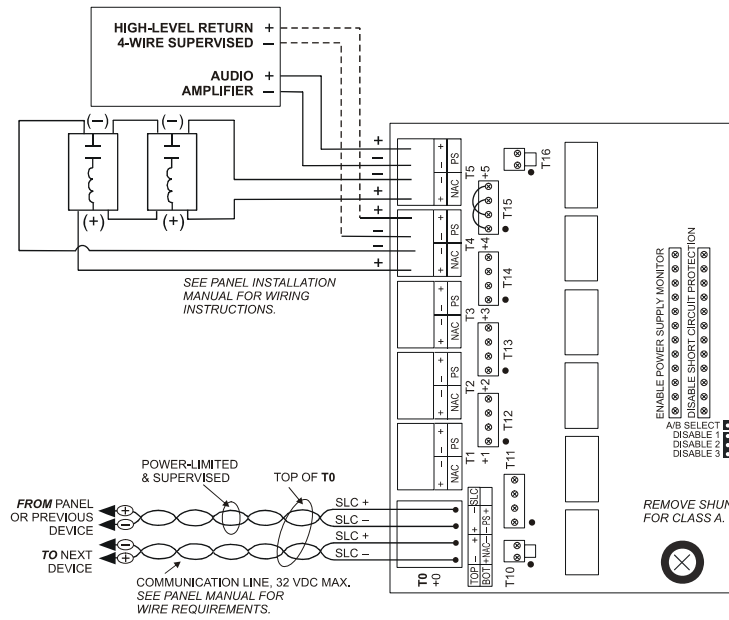 HIGH-LEVEL RETURN +
4-WIRE SUPERVISED –
AUDIO +
AMPLIFIER –
(–) (–)
(+) (+)
+
–
–
+
+
–
–
+
SEE PANEL INSTALLATION
MANUAL FOR WIRING
INSTRUCTIONS.
+ – PS
– + NAC
T5 +5
T16
T15
+ – PS
– + NAC
T4 +4
T14
+ – PS
– + NAC
T3 +3
T13
+ – PS
– + NAC
T2 +2
T12
+ – PS
– + NAC
T1 +1
T11
ENABLE POWER SUPPLY MONITOR
DISABLE SHORT CIRCUIT PROTECTION
A/B SELECT
DISABLE 1
DISABLE 2
DISABLE 3
REMOVE SHUN
FOR CLASS A.
POWER-LIMITED
& SUPERVISED
TOP OF T0
FROM PANEL
OR PREVIOUS
DEVICE
+
–
–
+
TO NEXT
DEVICE
SLC +
SLC –
SLC +
SLC –
COMMUNICATION LINE, 32 VDC MAX.
SEE PANEL MANUAL FOR
WIRE REQUIREMENTS.
T0
+0
TOP – + + – SLC
BOT +NAC– –PS+
T10